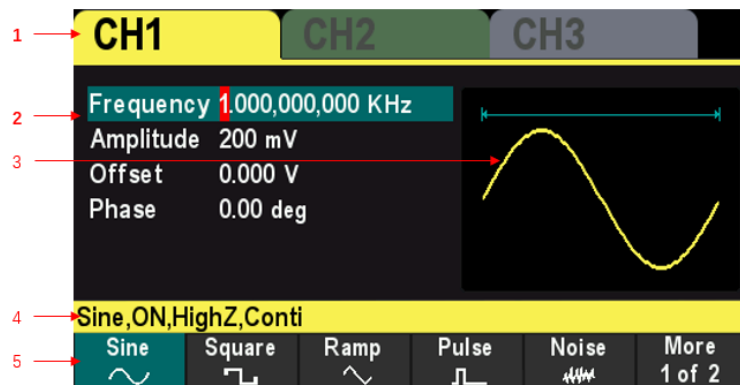 1
CH1 CH2 CH3
2
Frequency 1.000,000,000 KHz
Amplitude 200 mV
3
Offset 0.000 V
Phase 0.00 deg
4
Sine,ON,HighZ,Conti
5
Sine Square Ramp Pulse Noise More
1 of 2